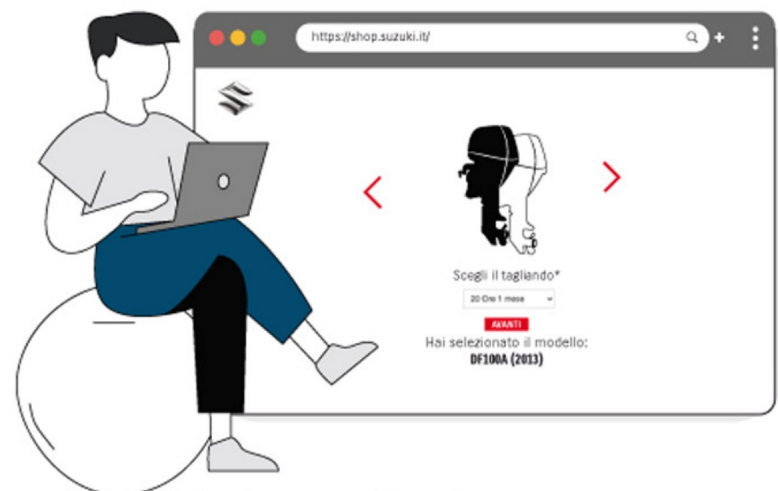 https://shop.suzuki.it/
Scegli il tagliando*
20 Ore 1 mese
AVANTI
Hai selezionato il modello:
DF100A (2013)